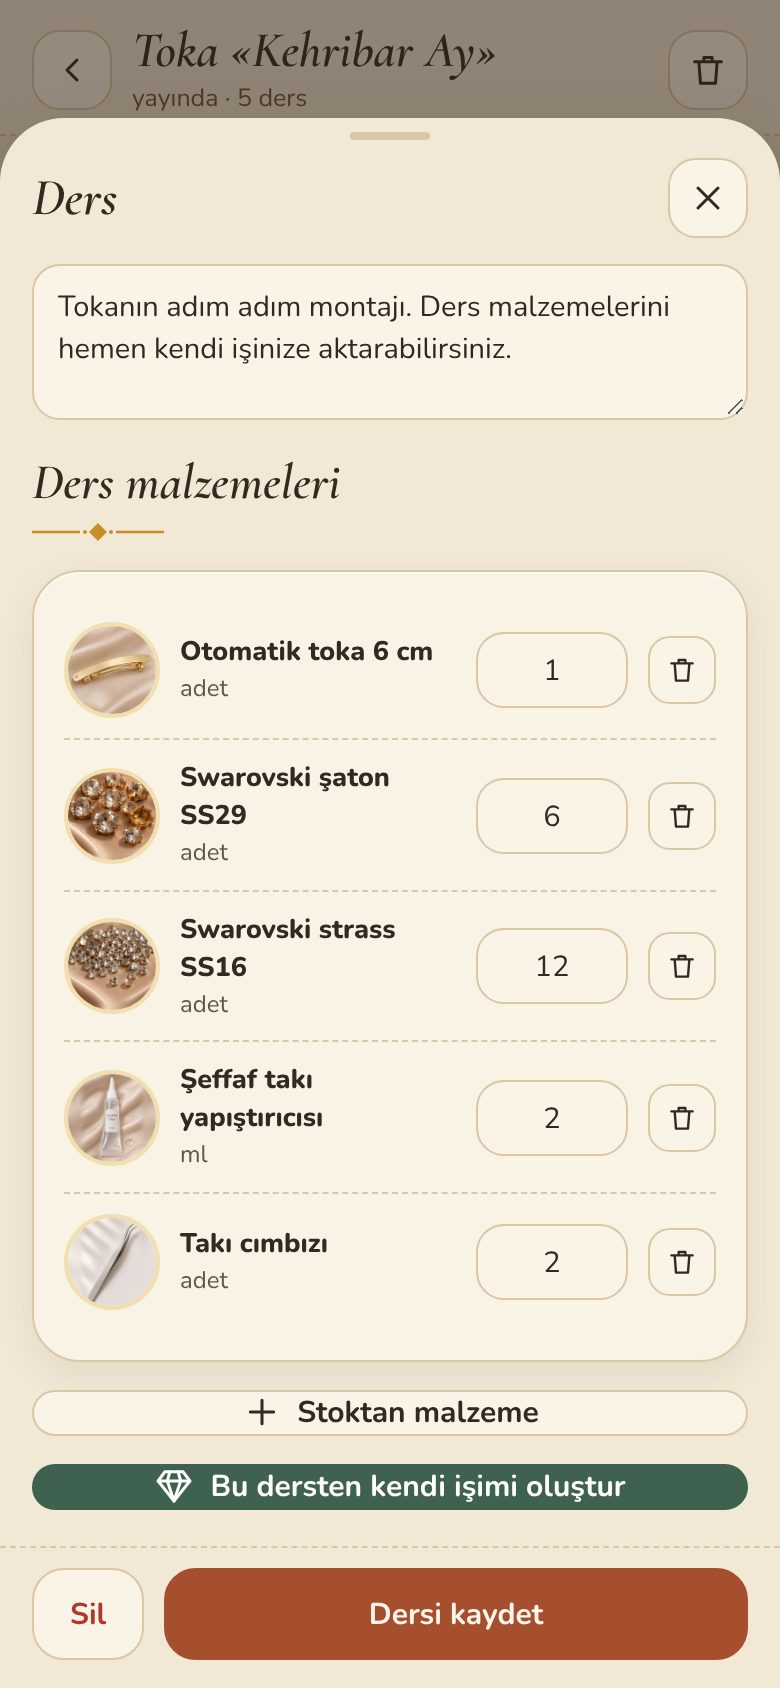 Toka «Kehribar Ay»
yayında · 5 ders
Ders
Tokanın adım adım montajı. Ders malzemelerini
hemen kendi işinize aktarabilirsiniz.
Ders malzemeleri
Otomatik toka 6 cm
adet
1
Swarovski şaton
SS29
adet
6
Swarovski strass
SS16
adet
12
Şeffaf takı
yapıştırıcısı
ml
2
Takı cımbızı
adet
2
Stoktan malzeme
Bu dersten kendi işimi oluştur
Sil
Dersi kaydet